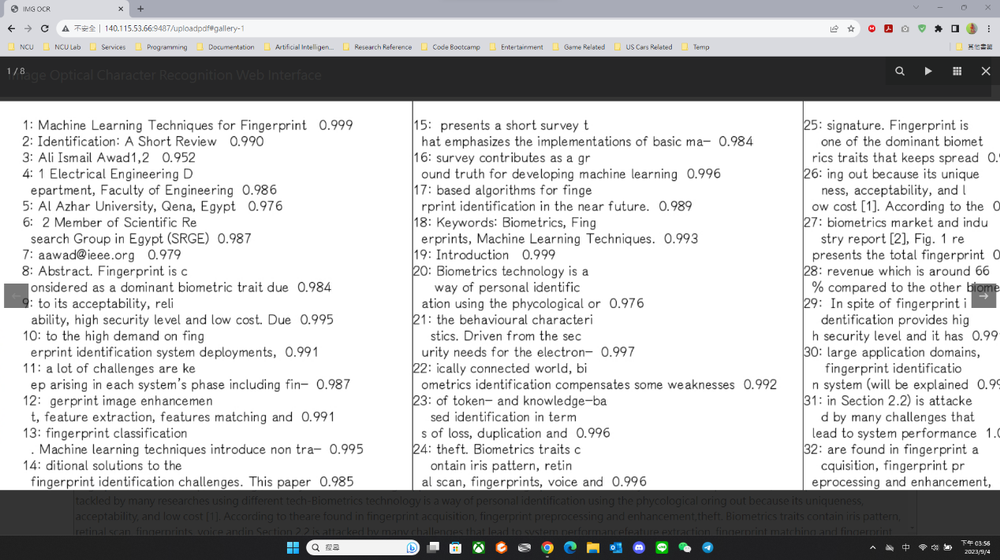 IMG OCR
不安全 | 140.115.53.66:9487/uploadpdf#gallery-1
NCU NCU Lab Services Programming Documentation Artificial Intelligen... Research Reference Code Bootcamp Entertainment Game Related US Cars Related Temp 其他書籤
1 / 8
Image Optical Character Recognition Web Interface
1: Machine Learning Techniques for Fingerprint 0.999
2: Identification: A Short Review 0.990
3: Ali Ismail Awad1,2 0.952
4: 1 Electrical Engineering D
epartment, Faculty of Engineering 0.986
5: Al Azhar University, Qena, Egypt 0.976
6: 2 Member of Scientific Re
search Group in Egypt (SRGE) 0.987
7: aawad@ieee.org 0.979
8: Abstract. Fingerprint is c
onsidered as a dominant biometric trait due 0.984
9: to its acceptability, reli
ability, high security level and low cost. Due 0.995
10: to the high demand on fing
erprint identification system deployments, 0.991
11: a lot of challenges are ke
ep arising in each system's phase including fin- 0.987
12: gerprint image enhancemen
t, feature extraction, features matching and 0.991
13: fingerprint classification
. Machine learning techniques introduce non tra- 0.995
14: ditional solutions to the
fingerprint identification challenges. This paper 0.985
15: presents a short survey t
hat emphasizes the implementations of basic ma- 0.984
16: survey contributes as a gr
ound truth for developing machine learning 0.996
17: based algorithms for finge
rprint identification in the near future. 0.989
18: Keywords: Biometrics, Fing
erprints, Machine Learning Techniques. 0.993
19: Introduction 0.999
20: Biometrics technology is a
way of personal identific
ation using the phycological or 0.976
21: the behavioural characteri
stics. Driven from the sec
urity needs for the electron- 0.997
22: ically connected world, bi
ometrics identification compensates some weaknesses 0.992
23: of token- and knowledge-ba
sed identification in term
s of loss, duplication and 0.996
24: theft. Biometrics traits c
ontain iris pattern, retin
al scan, fingerprints, voice and 0.996
25: signature. Fingerprint is
one of the dominant biomet
rics traits that keeps spread 0.9
26: ing out because its unique
ness, acceptability, and l
ow cost [1]. According to the 0
27: biometrics market and indu
stry report [2], Fig. 1 re
presents the total fingerprint 0
28: revenue which is around 66
% compared to the other biome
29: In spite of fingerprint i
dentification provides hig
h security level and it has 0.99
30: large application domains,
fingerprint identificatio
n system (will be explained 0.99
31: in Section 2.2) is attacke
d by many challenges that
lead to system performance 1.0
32: are found in fingerprint a
cquisition, fingerprint pr
eprocessing and enhancement,
tackled by many researches using different tech-Biometrics technology is a way of personal identification using the phycological oring out because its uniqueness,
acceptability, and low cost [1]. According to theare found in fingerprint acquisition, fingerprint preprocessing and enhancement,theft. Biometrics traits contain iris pattern,
retinal scan, fingerprints, voice andin Section 2.2 is attacked by many challenges that lead to system performancefeature extraction, fingerprint matching and fingerprint
搜尋
中
下午 03:56
2023/9/4